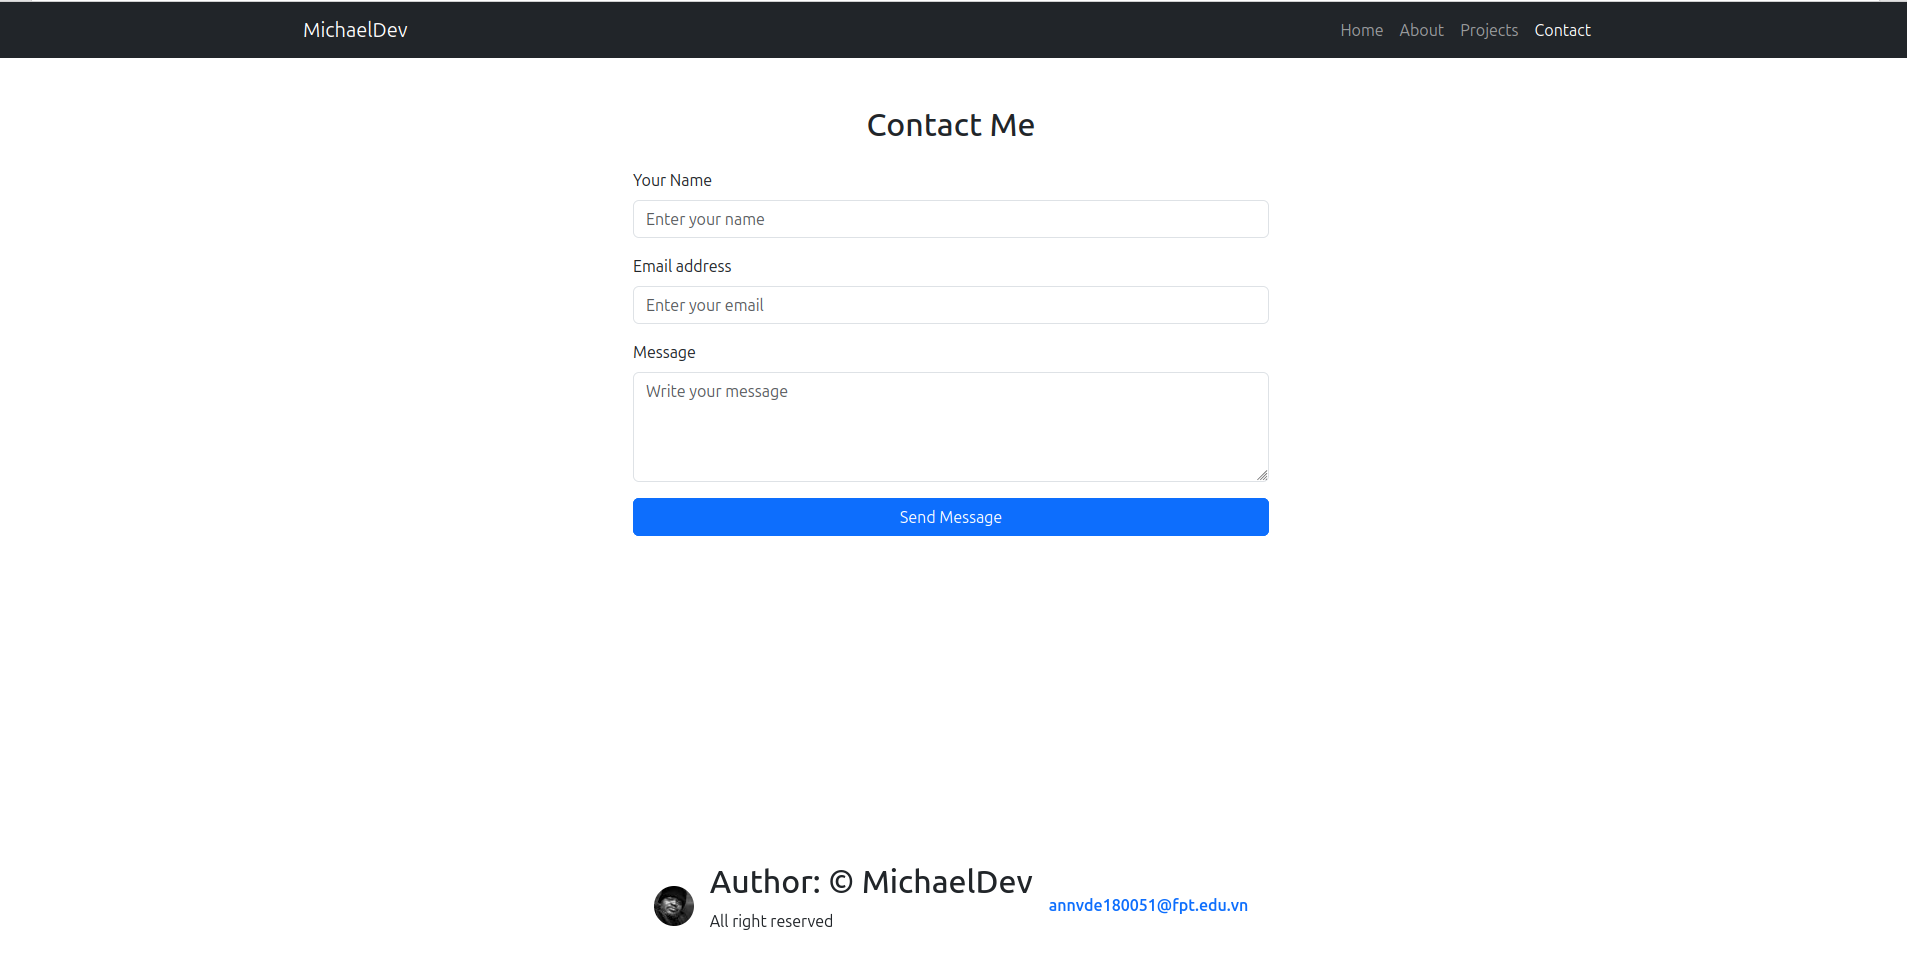 MichaelDev
Home About Projects Contact
Contact Me
Your Name
Enter your name
Email address
Enter your email
Message
Write your message
Send Message
Author: © MichaelDev
All right reserved
annvde180051@fpt.edu.vn